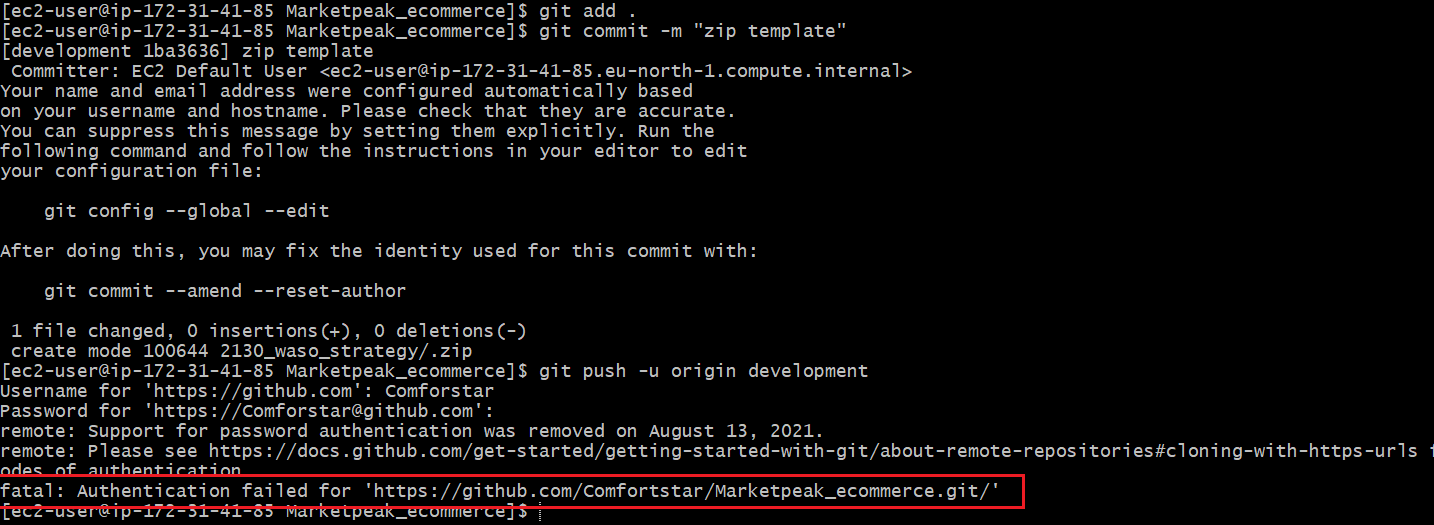 [ec2-user@ip-172-31-41-85 Marketpeak_ecommerce]$ git add .
[ec2-user@ip-172-31-41-85 Marketpeak_ecommerce]$ git commit -m "zip template"
[development 1ba3636] zip template
 Committer: EC2 Default User <ec2-user@ip-172-31-41-85.eu-north-1.compute.internal>
Your name and email address were configured automatically based
on your username and hostname. Please check that they are accurate.
You can suppress this message by setting them explicitly. Run the
following command and follow the instructions in your editor to edit
your configuration file:

    git config --global --edit

After doing this, you may fix the identity used for this commit with:

    git commit --amend --reset-author

 1 file changed, 0 insertions(+), 0 deletions(-)
 create mode 100644 2130_waso_strategy/.zip
[ec2-user@ip-172-31-41-85 Marketpeak_ecommerce]$ git push -u origin development
Username for 'https://github.com': Comforstar
Password for 'https://Comforstar@github.com':
remote: Support for password authentication was removed on August 13, 2021.
remote: Please see https://docs.github.com/get-started/getting-started-with-git/about-remote-repositories#cloning-with-https-urls f
odes of authentication
fatal: Authentication failed for 'https://github.com/Comfortstar/Marketpeak_ecommerce.git/'
[ec2-user@ip-172-31-41-85 Marketpeak_ecommerce]$